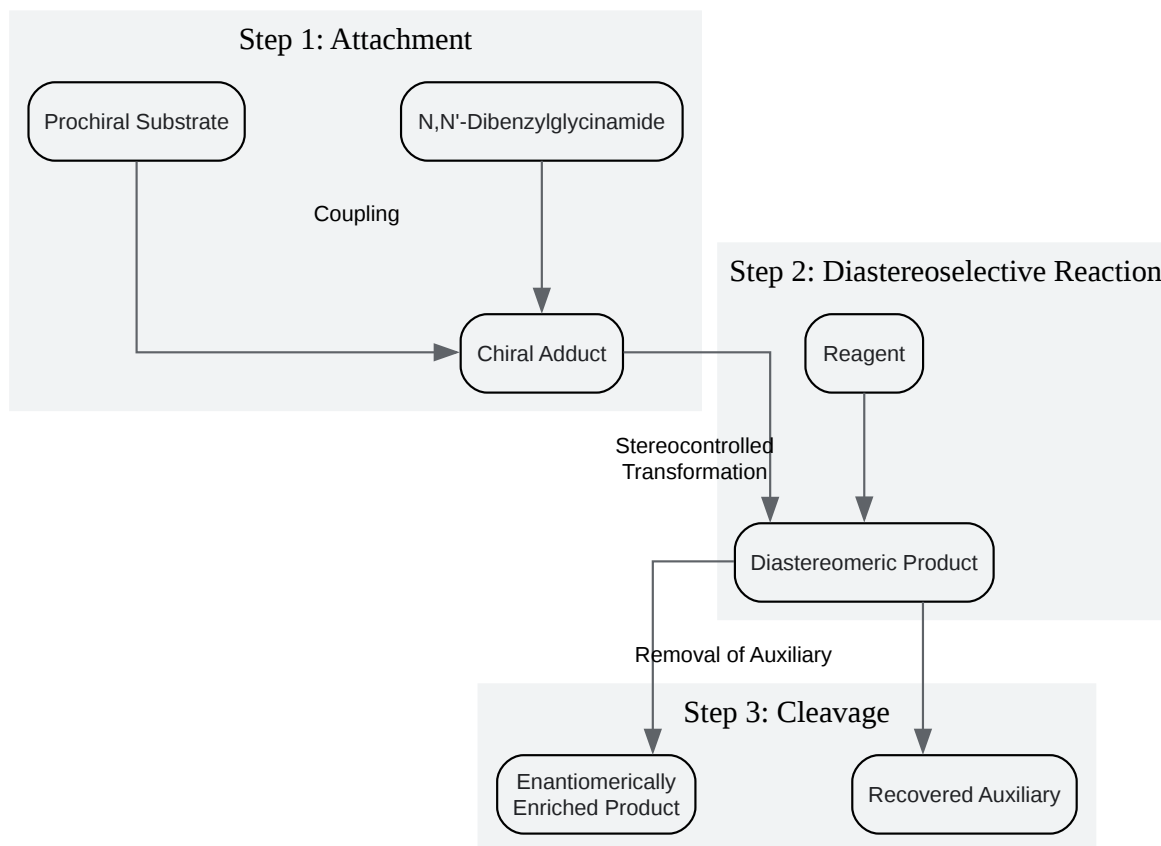 Step 1: Attachment
Prochiral Substrate
N,N'-Dibenzylglycinamide
Coupling
Step 2: Diastereoselective Reaction
Chiral Adduct
Reagent
Stereocontrolled
Transformation
Diastereomeric Product
Removal of Auxiliary
Step 3: Cleavage
Enantiomerically
Enriched Product
Recovered Auxiliary